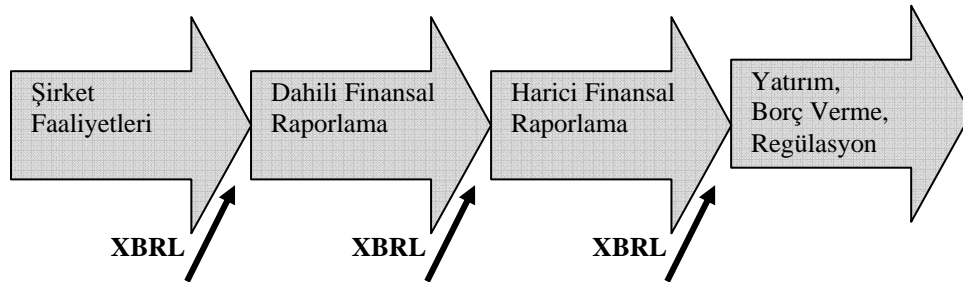 Şirket
Faaliyetleri
Dahili Finansal
Raporlama
Harici Finansal
Raporlama
Yatırım,
Borç Verme,
Regülasyon
XBRL
XBRL
XBRL